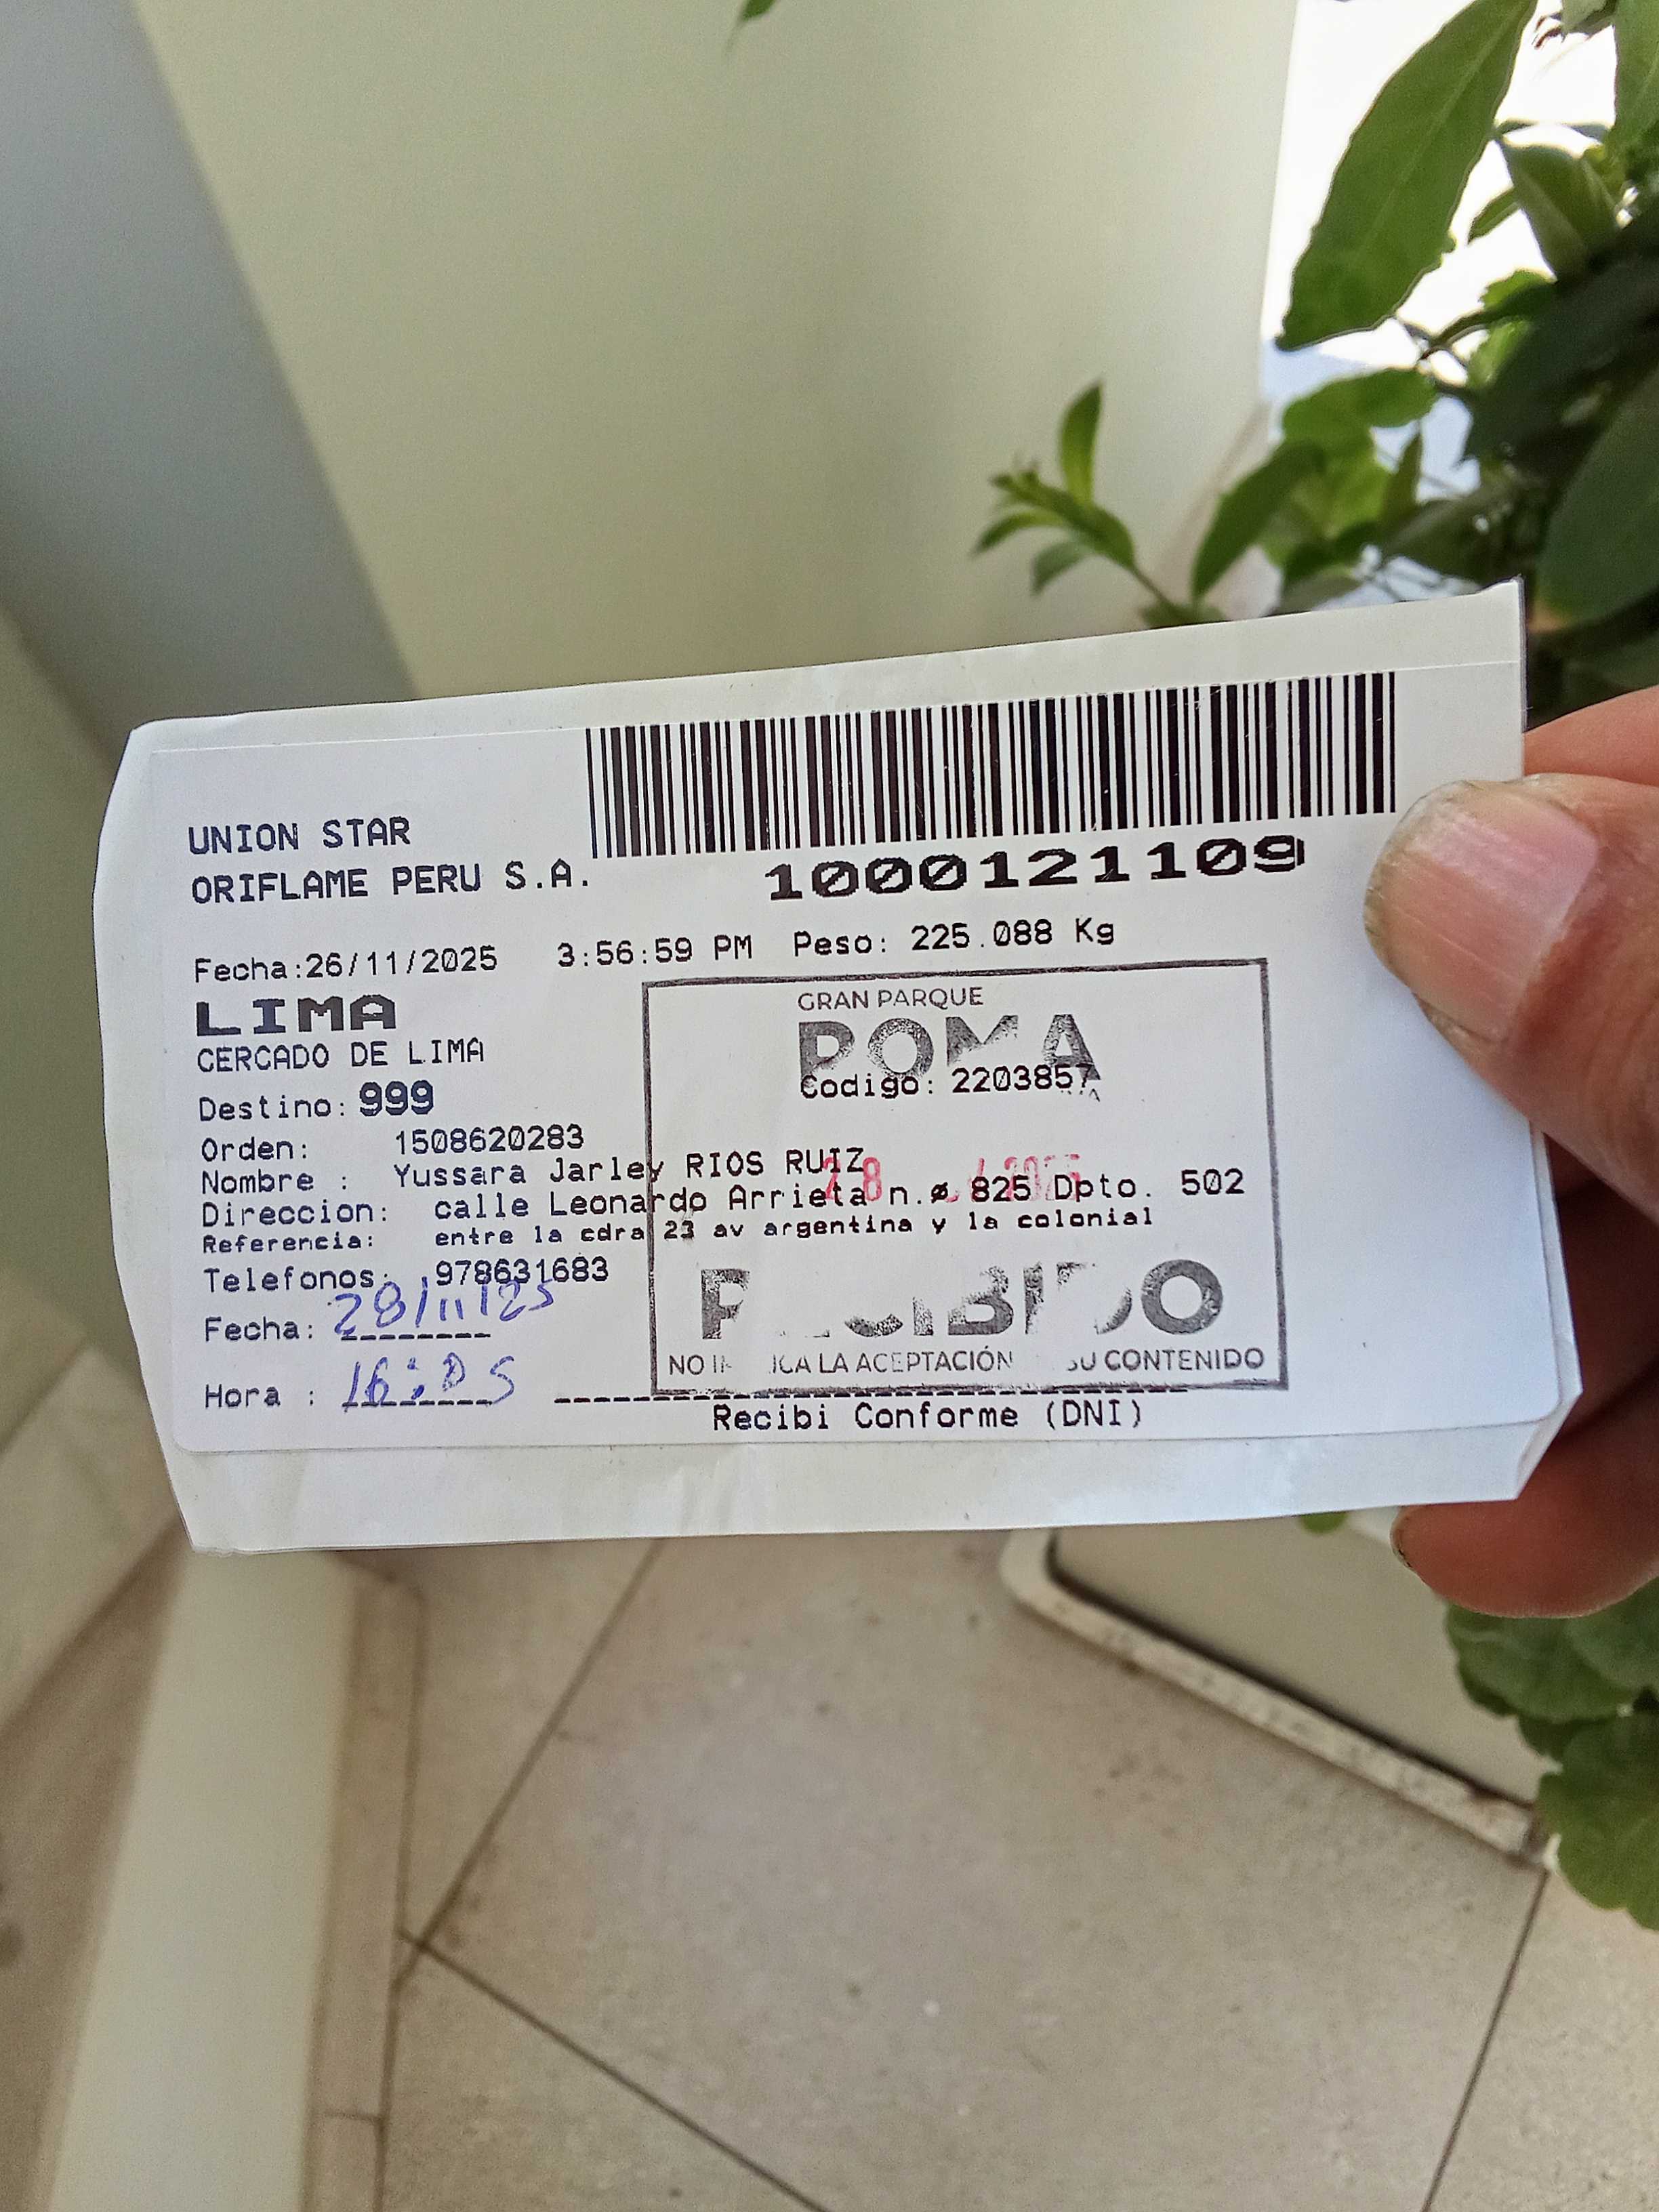 UNION STAR
ORIFLAME PERU S.A.
1000121109
Fecha:26/11/2025 3:56:59 PM Peso: 225.088 Kg
LIMA
CERCADO DE LIMA
GRAN PARQUE
ROMA
Destino: 999
Codigo: 2203857
Orden: 1508620283
Nombre : Yussara Jarley RIOS RUIZ
28
Direccion: calle Leonardo Arrieta n.ø 825 Dpto. 502
Referencia: entre la cdra 23 av argentina y la colonial
Telefonos: 978631683
Fecha: 28/11/25
RECIBIDO
NO INDICA LA ACEPTACIÓN SU CONTENIDO
Hora : 16:05
Recibi Conforme (DNI)